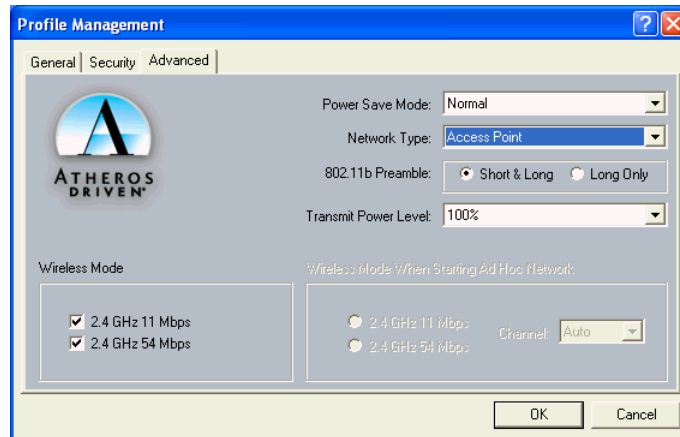 Profile Management
General Security Advanced
ATHEROS
DRIVEN
Power Save Mode: Normal
Network Type: Access Point
802.11b Preamble: Short & Long Long Only
Transmit Power Level: 100%
Wireless Mode
2.4 GHz 11 Mbps
2.4 GHz 54 Mbps
Wireless Mode When Starting Ad Hoc Network
2.4 GHz 11 Mbps
2.4 GHz 54 Mbps
Channel: Auto
OK Cancel